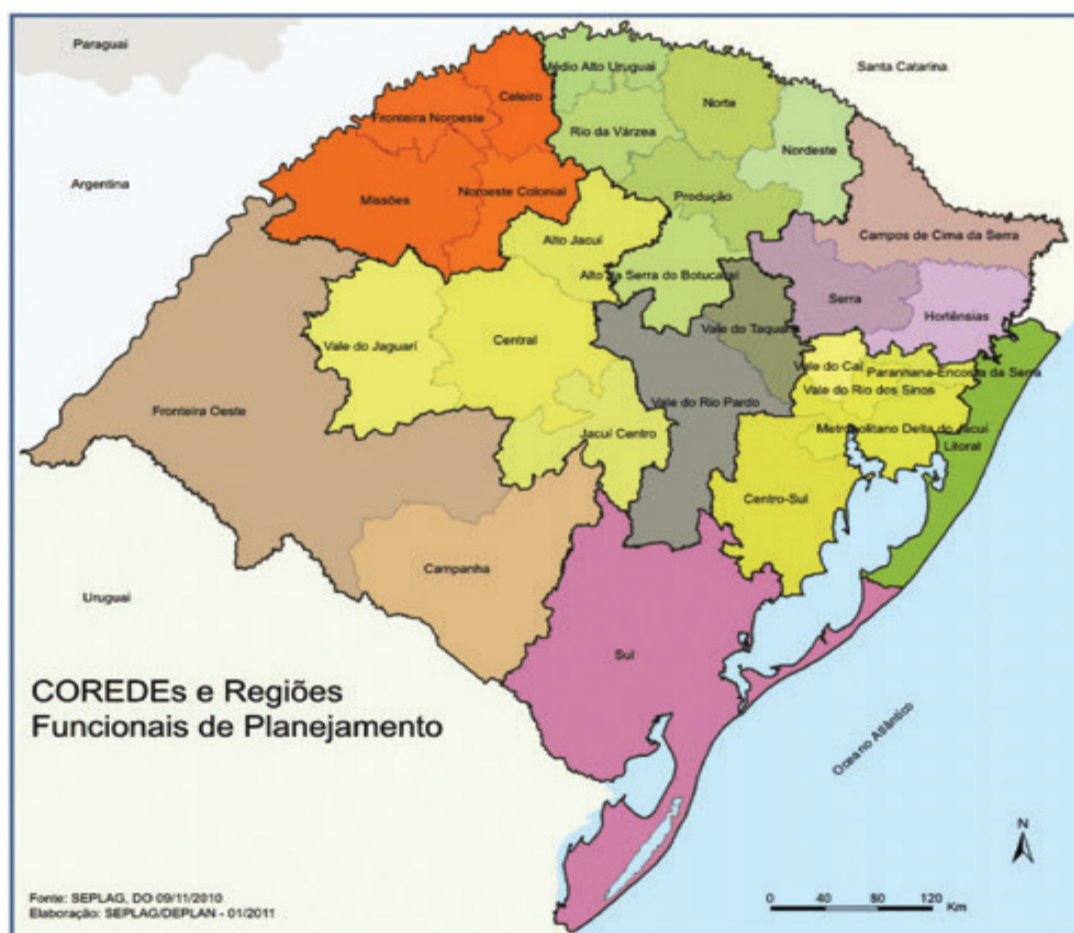 Paraguai
Santa Catarina
Médio Alto Uruguai
Celeiro
Norte
Fronteira Noroeste
Rio da Várzea
Nordeste
Argentina
Noroeste Colonial
Missões
Produção
Campos de Cima da Serra
Alto Jacuí
Alto da Serra do Botucaraí
Serra
Hortênsias
Vale do Taquari
Central
Vale do Jaguari
Vale do Caí
Paranhana-Encosta da Serra
Vale do Rio dos Sinos
Vale do Rio Pardo
Fronteira Oeste
Jacuí Centro
Metropolitano Delta do Jacuí
Litoral
Centro-Sul
Campanha
Uruguai
Sul
COREDEs e Regiões
Funcionais de Planejamento
Oceano Atlântico
N
Fonte: SEPLAG, DO 09/11/2010
Elaboração: SEPLAG/DEPLAN - 01/2011
0 40 80 120
Km